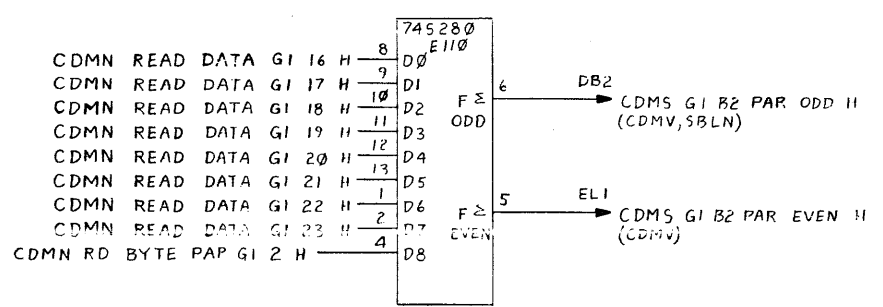 74S280
E110
CDMN READ DATA G1 16 H 8 D0
CDMN READ DATA G1 17 H 9 D1
CDMN READ DATA G1 18 H 10 D2
CDMN READ DATA G1 19 H 11 D3
CDMN READ DATA G1 20 H 12 D4
CDMN READ DATA G1 21 H 13 D5
CDMN READ DATA G1 22 H 1 D6
CDMN READ DATA G1 23 H 2 D7
CDMN RD BYTE PAP G1 2 H 4 D8
F Σ
ODD
6 DB2
CDMS G1 B2 PAR ODD H
(CDMV, SBLN)
F Σ
EVEN
5 EL1
CDMS G1 B2 PAR EVEN H
(CDMV)